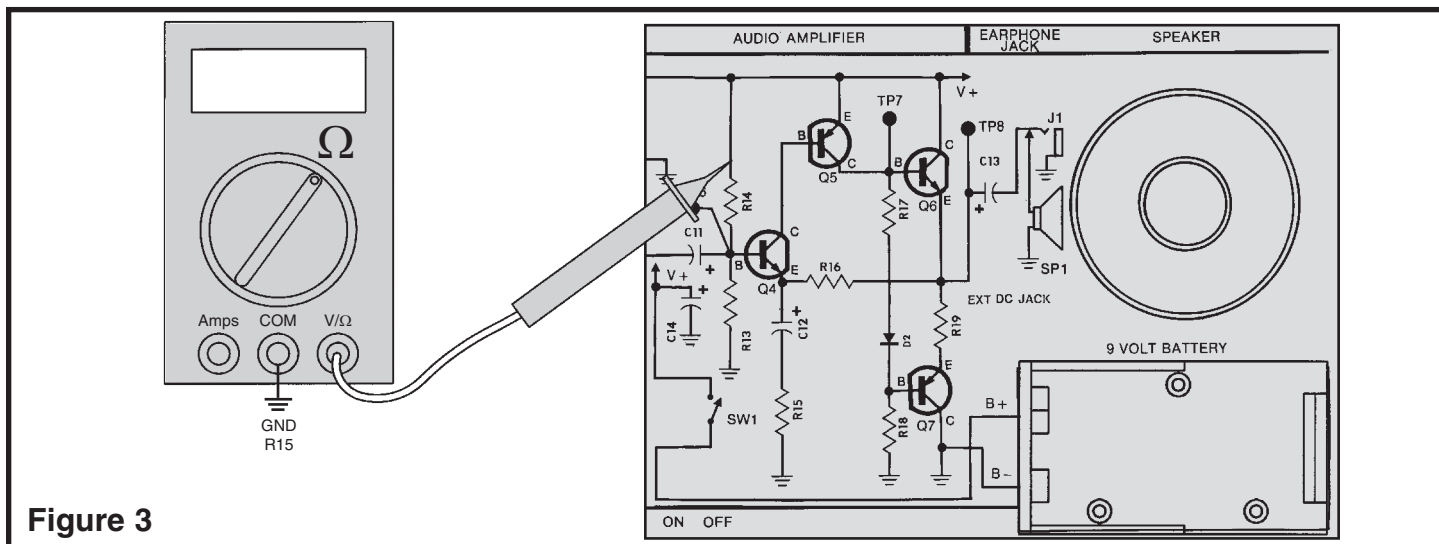 AUDIO AMPLIFIER
EARPHONE
JACK
SPEAKER
Ω
Amps
COM
V/Ω
GND
R15
V+
TP7
TP8
J1
E
B
C
Q5
B
C
E
Q6
C13
+
R14
R17
C11
+
B
C
E
Q4
R16
SP1
V+
+
C14
R13
+
C12
EXT DC JACK
R19
D2
9 VOLT BATTERY
SW1
R15
R18
B
E
C
Q7
B+
B-
ON OFF
Figure 3